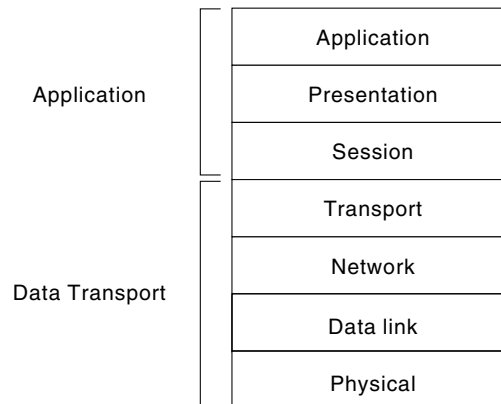 Application
Application
Presentation
Session
Data Transport
Transport
Network
Data link
Physical